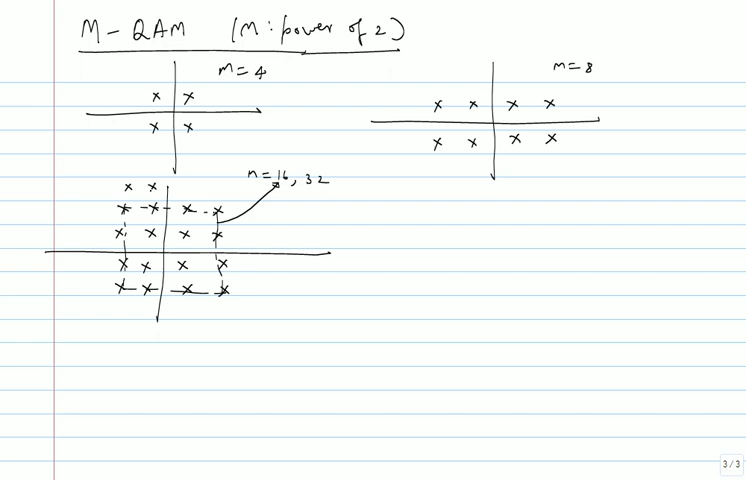 M - QAM (M : power of 2)
M = 4
M = 8
M = 16, 32
3 / 3